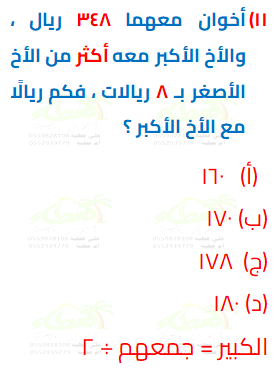 ١١) أخوان معهما ٣٤٨ ريال ،
والأخ الأكبر معه أكثر من الأخ
الأصغر بـ ٨ ريالات ، فكم ريالًا
مع الأخ الأكبر ؟
(أ) ١٦٠
(ب) ١٧٠
(ج) ١٧٨
(د) ١٨٠
الكبير = جمعهم ÷ ٢